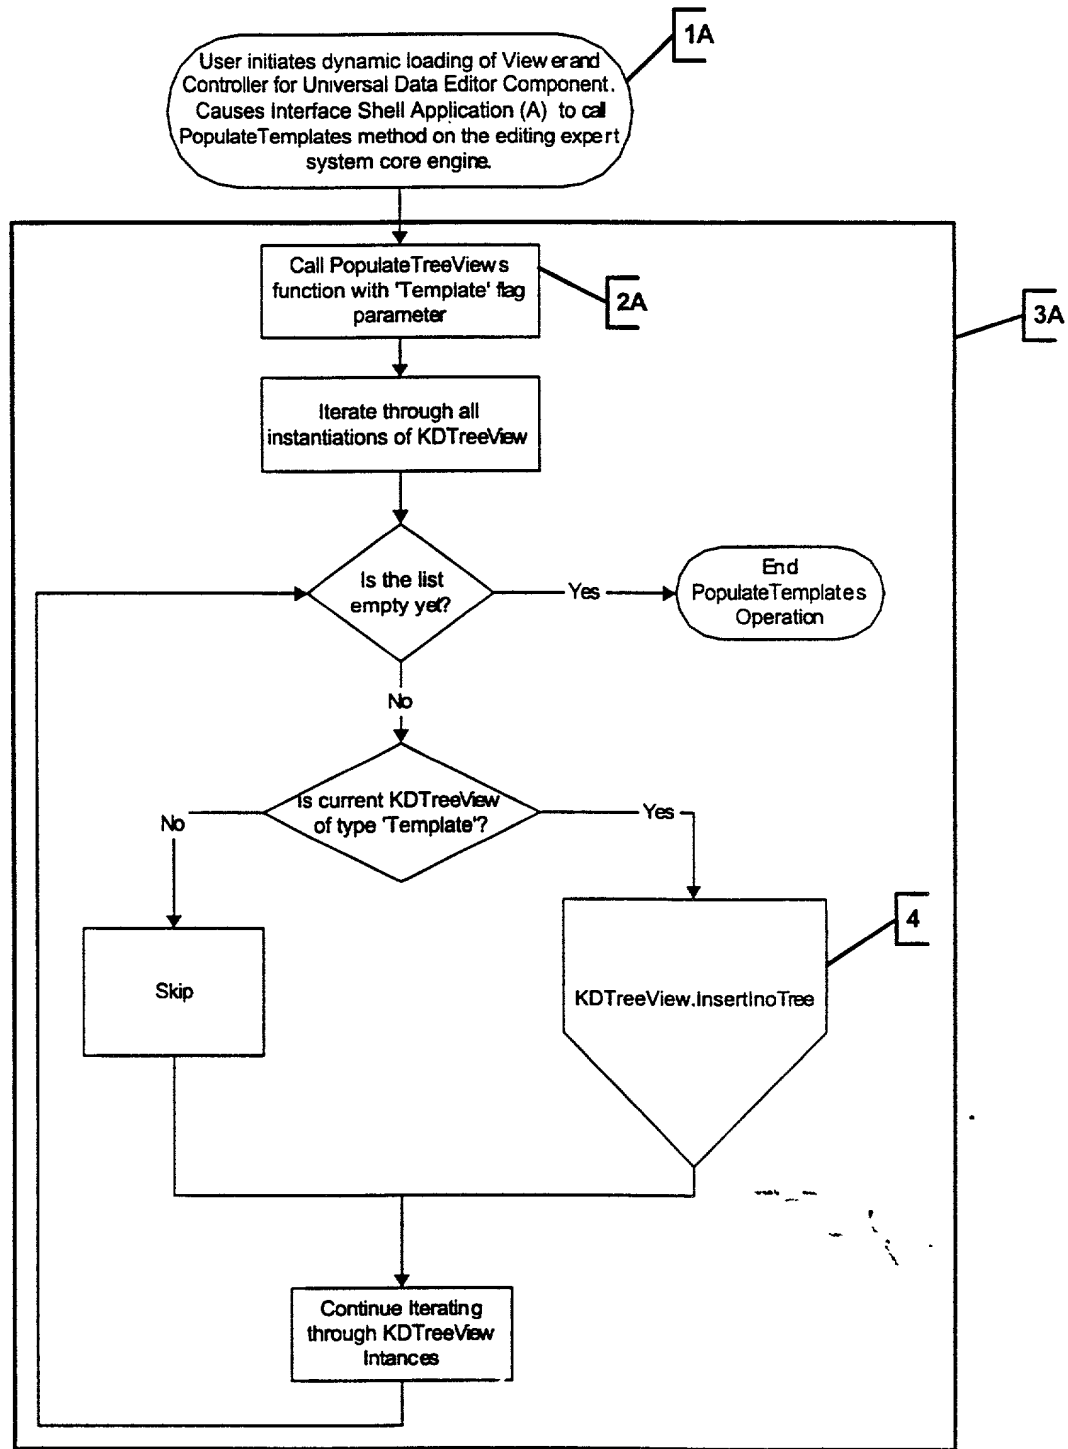 1A
User initiates dynamic loading of Viewer and
Controller for Universal Data Editor Component.
Causes Interface Shell Application (A) to call
PopulateTemplates method on the editing expert
system core engine.
Call PopulateTreeViews
function with 'Template' flag
parameter
2A
3A
Iterate through all
instantiations of KDTreeView
Is the list
empty yet?
Yes
End
PopulateTemplates
Operation
No
Is current KDTreeView
of type 'Template'?
No
Yes
4
Skip
KDTreeView.InsertInoTree
Continue Iterating
through KDTreeView
Intances